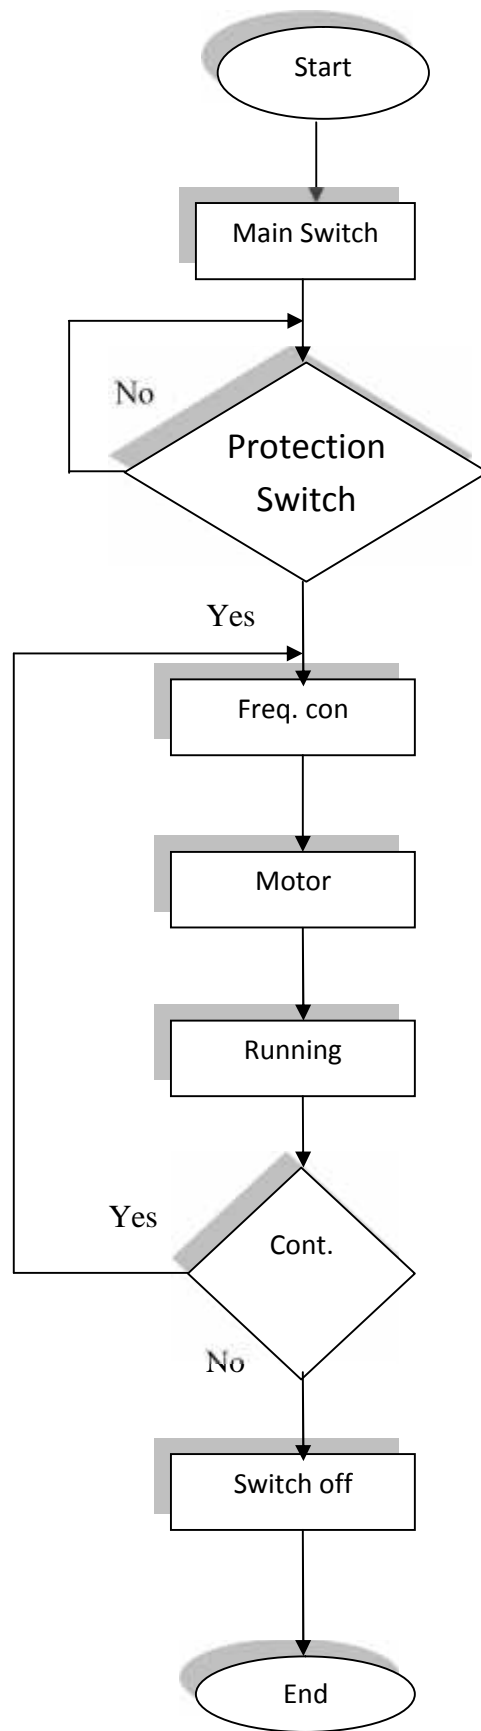 Start
Main Switch
No
Protection
Switch
Yes
Freq. con
Motor
Running
Yes
Cont.
No
Switch off
End